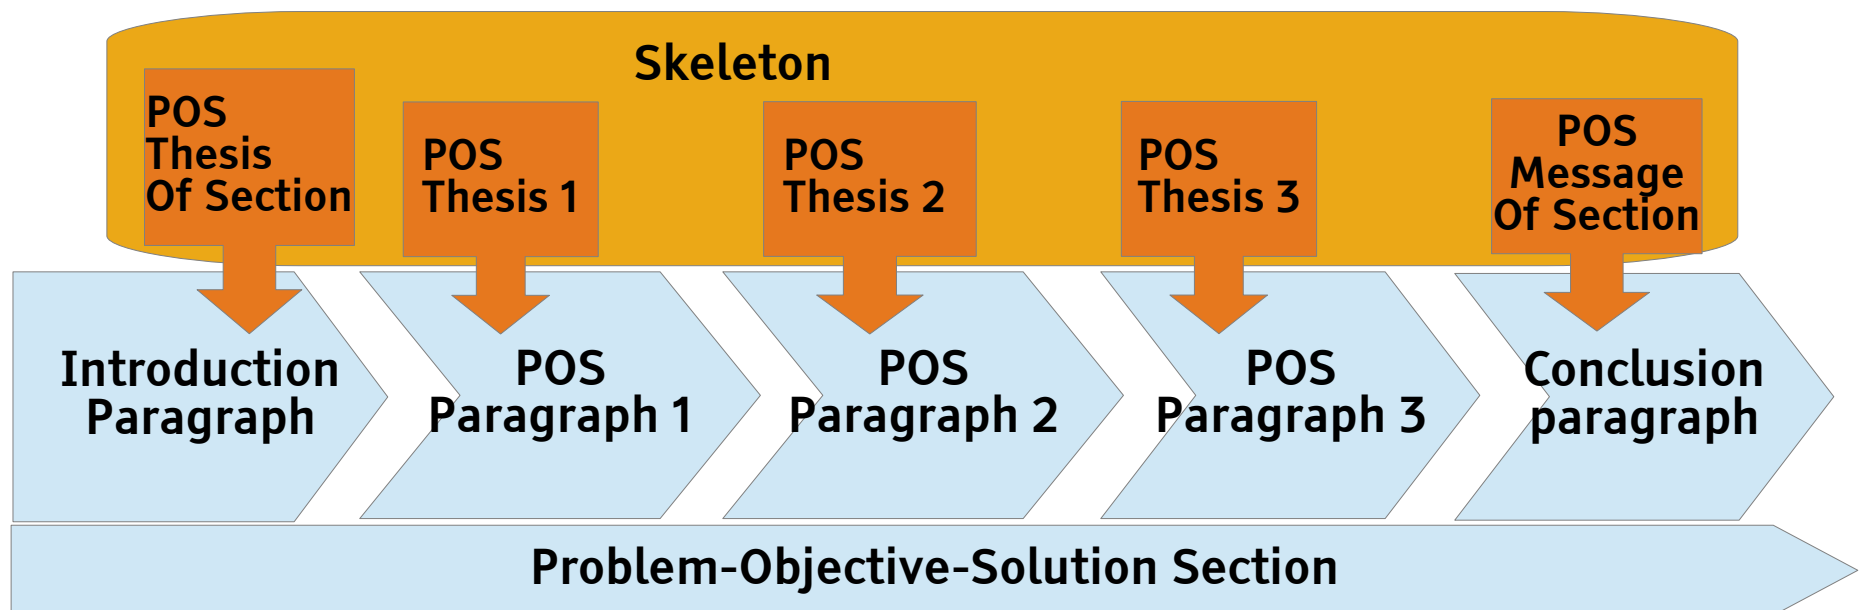 Skeleton
POS
Thesis
Of Section
POS
Thesis 1
POS
Thesis 2
POS
Thesis 3
POS
Message
Of Section
Introduction
Paragraph
POS
Paragraph 1
POS
Paragraph 2
POS
Paragraph 3
Conclusion
paragraph
Problem-Objective-Solution Section